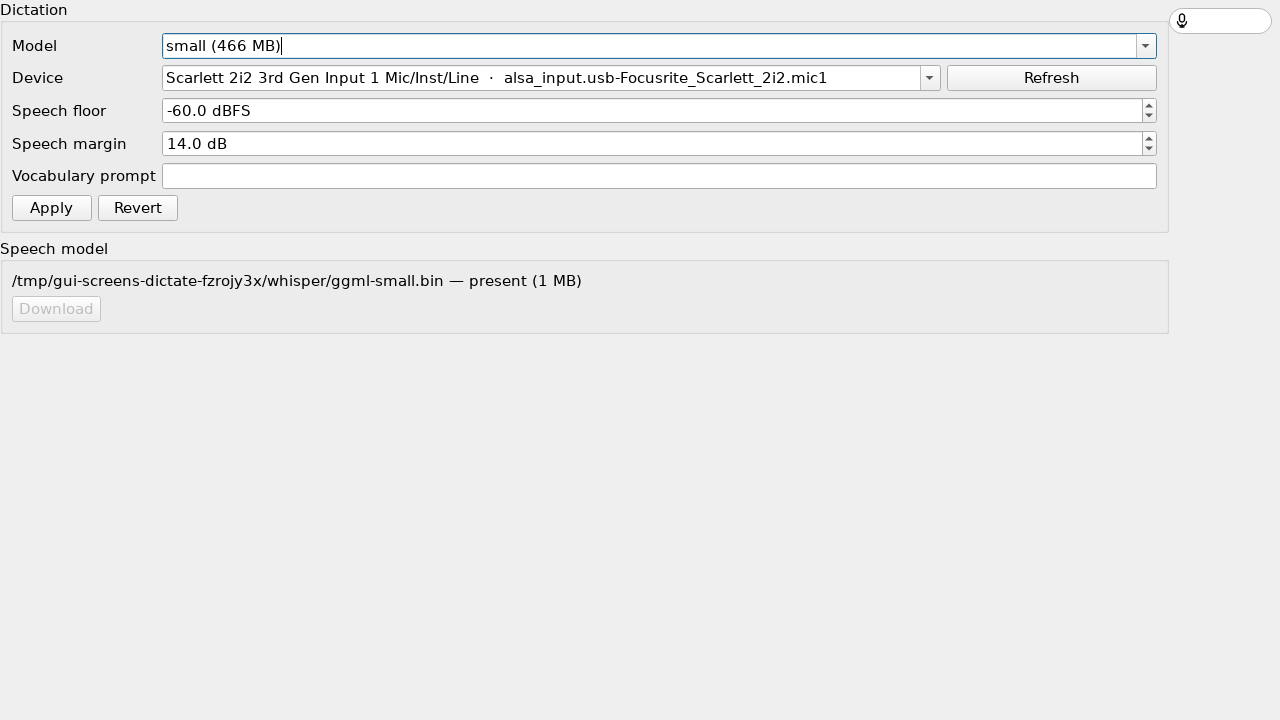 Dictation
Model small (466 MB)
Device Scarlett 2i2 3rd Gen Input 1 Mic/Inst/Line · alsa_input.usb-Focusrite_Scarlett_2i2.mic1 Refresh
Speech floor -60.0 dBFS
Speech margin 14.0 dB
Vocabulary prompt
Apply Revert
Speech model
/tmp/gui-screens-dictate-fzrojy3x/whisper/ggml-small.bin — present (1 MB)
Download